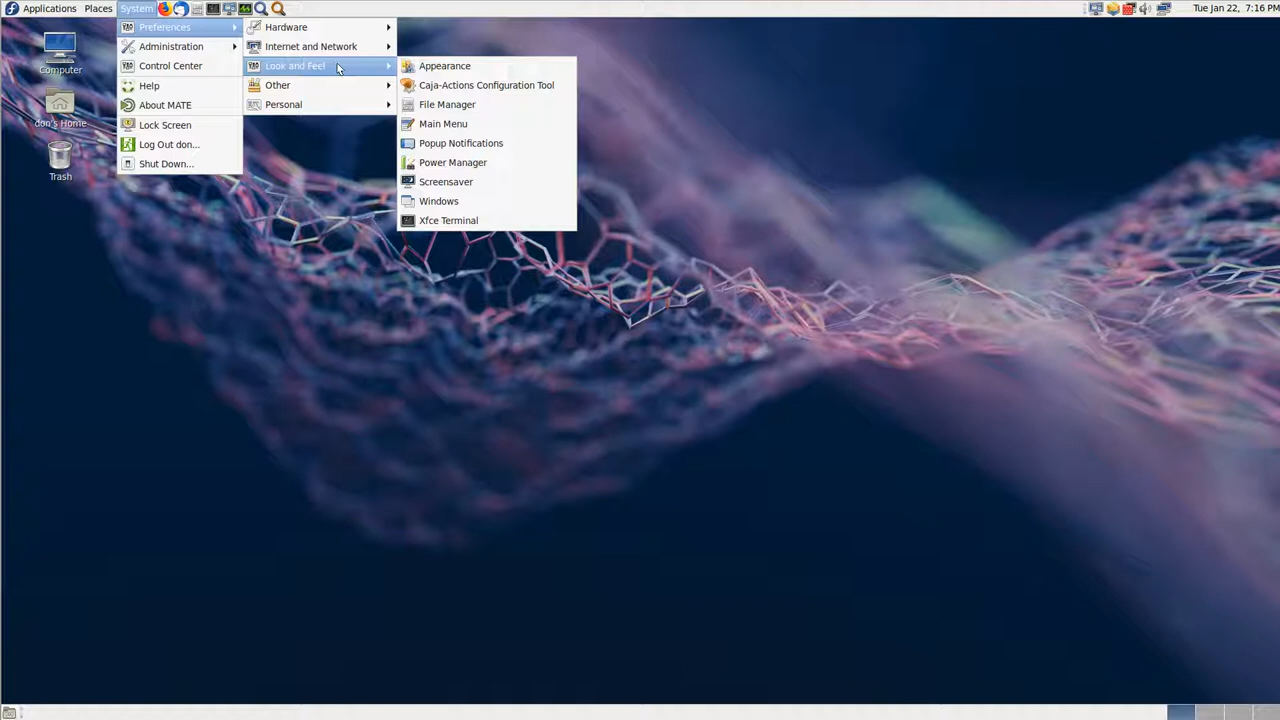 Applications Places System Tue Jan 22, 7:16 PM
Preferences
Administration
Control Center
Help
About MATE
Lock Screen
Log Out don...
Shut Down...
Hardware
Internet and Network
Look and Feel
Other
Personal
Appearance
Caja-Actions Configuration Tool
File Manager
Main Menu
Popup Notifications
Power Manager
Screensaver
Windows
Xfce Terminal
Computer
don's Home
Trash